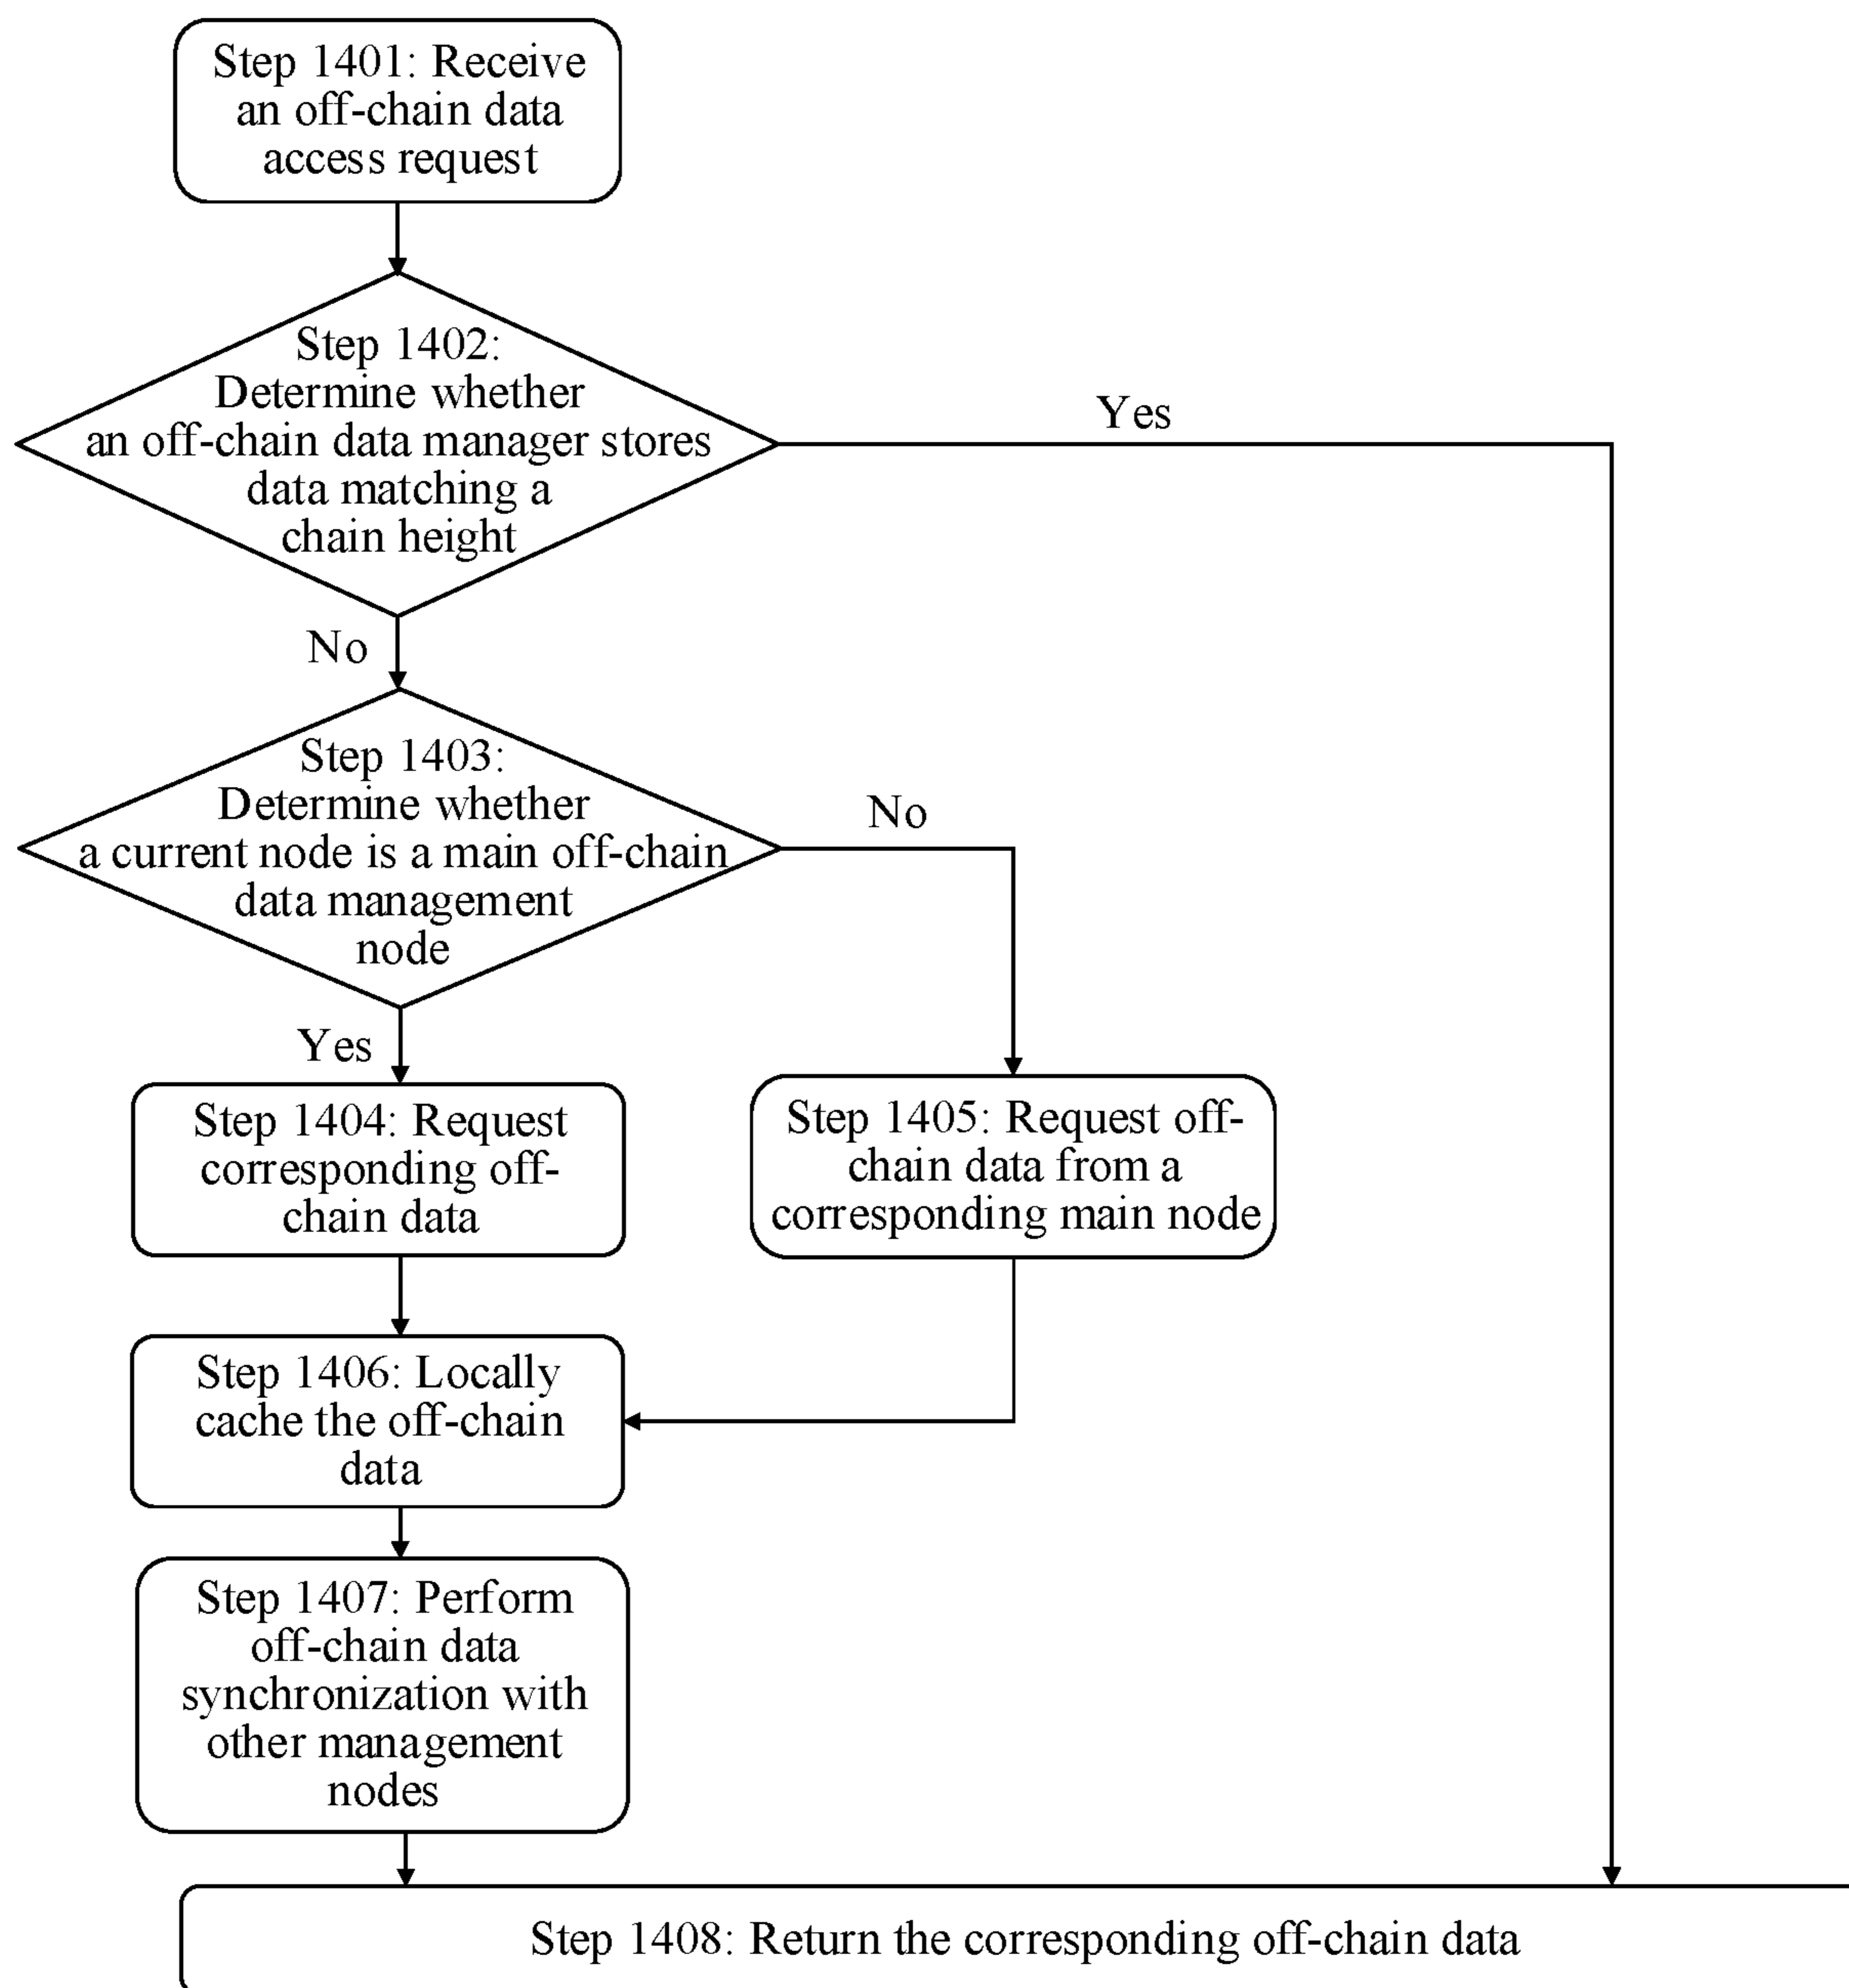 Step 1401: Receive
an off-chain data
access request
Step 1402:
Determine whether
an off-chain data manager stores
data matching a
chain height
Yes
No
Step 1403:
Determine whether
a current node is a main off-chain
data management
node
No
Yes
Step 1404: Request
corresponding off-
chain data
Step 1405: Request off-
chain data from a
corresponding main node
Step 1406: Locally
cache the off-chain
data
Step 1407: Perform
off-chain data
synchronization with
other management
nodes
Step 1408: Return the corresponding off-chain data